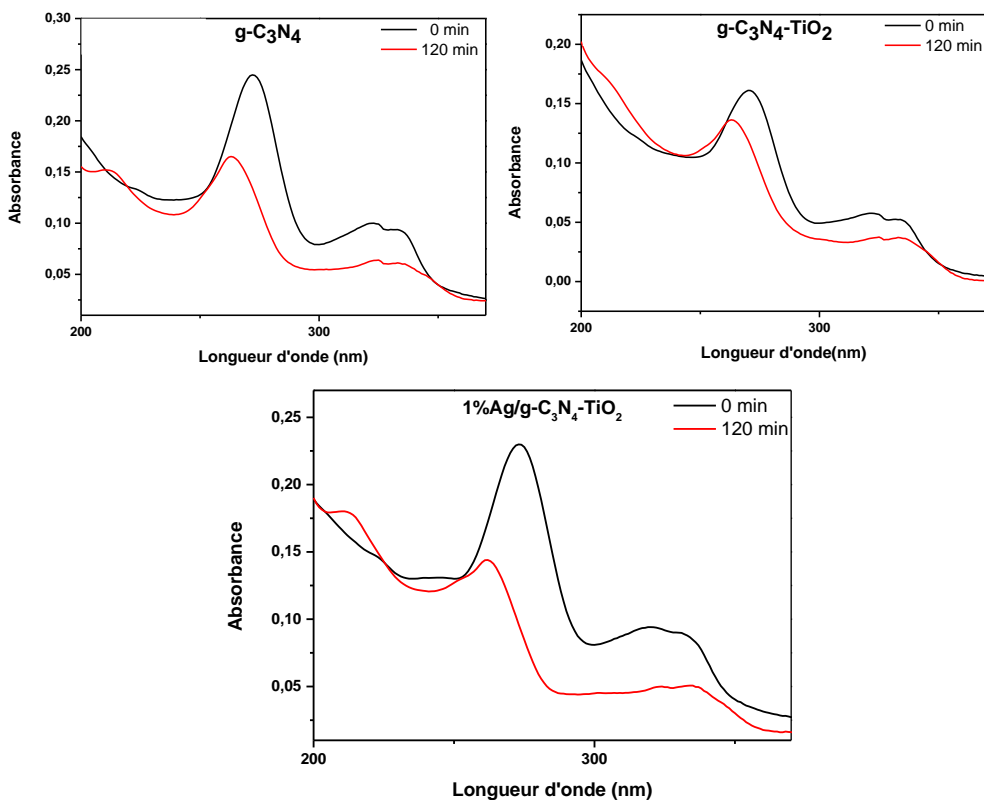 g-C₃N₄
0 min
120 min
0,30
0,25
0,20
0,15
0,10
0,05
Absorbance
200
300
Longueur d'onde (nm)
g-C₃N₄-TiO₂
0 min
120 min
0,20
0,15
0,10
0,05
0,00
Absorbance
200
300
Longueur d'onde(nm)
1%Ag/g-C₃N₄-TiO₂
0 min
120 min
0,25
0,20
0,15
0,10
0,05
Absorbance
200
300
Longueur d'onde (nm)